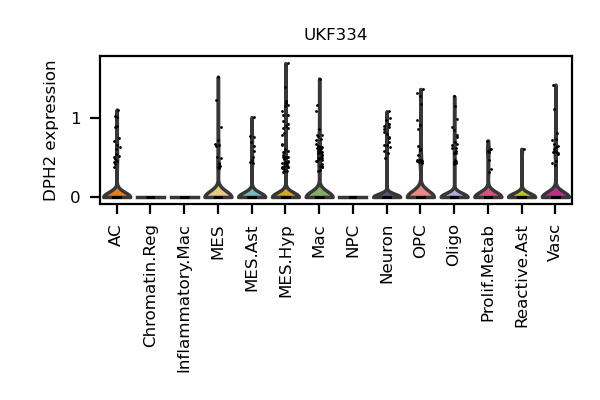 UKF334
DPH2 expression
1
0
AC
Chromatin.Reg
Inflammatory.Mac
MES
MES.Ast
MES.Hyp
Mac
NPC
Neuron
OPC
Oligo
Prolif.Metab
Reactive.Ast
Vasc